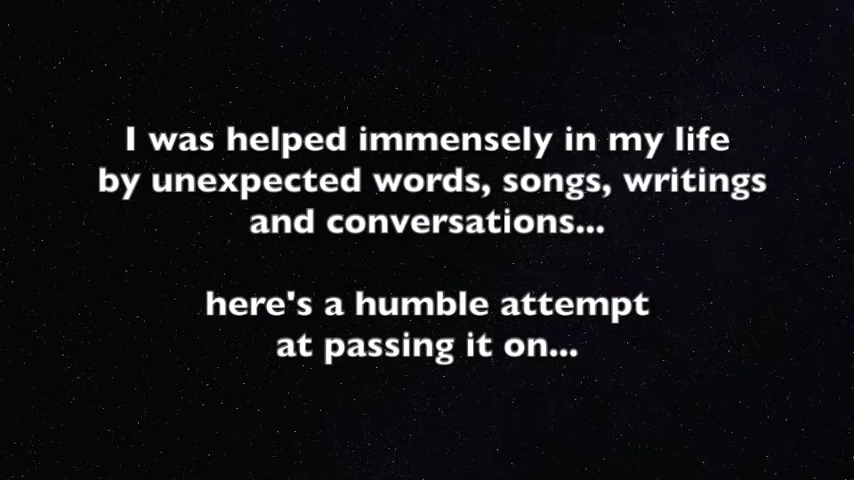 I was helped immensely in my life
by unexpected words, songs, writings
and conversations...
here's a humble attempt
at passing it on...